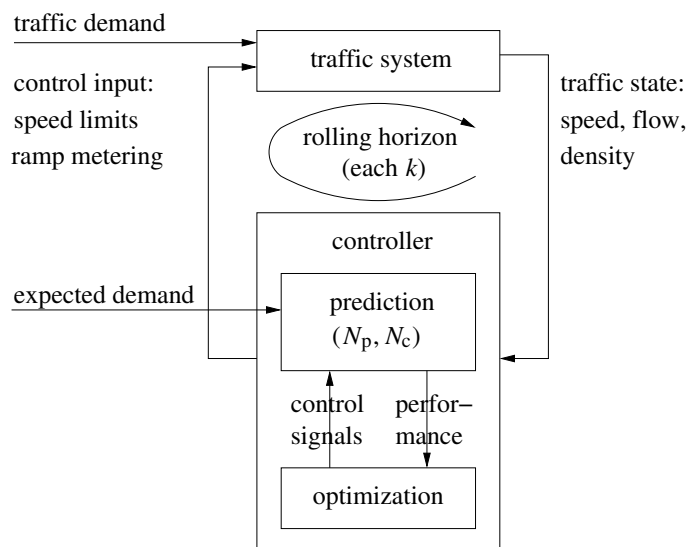 traffic demand
traffic system
control input:
speed limits
ramp metering
traffic state:
speed, flow,
density
rolling horizon
(each k)
controller
expected demand
prediction
(Np, Nc)
control
signals
perfor−
mance
optimization